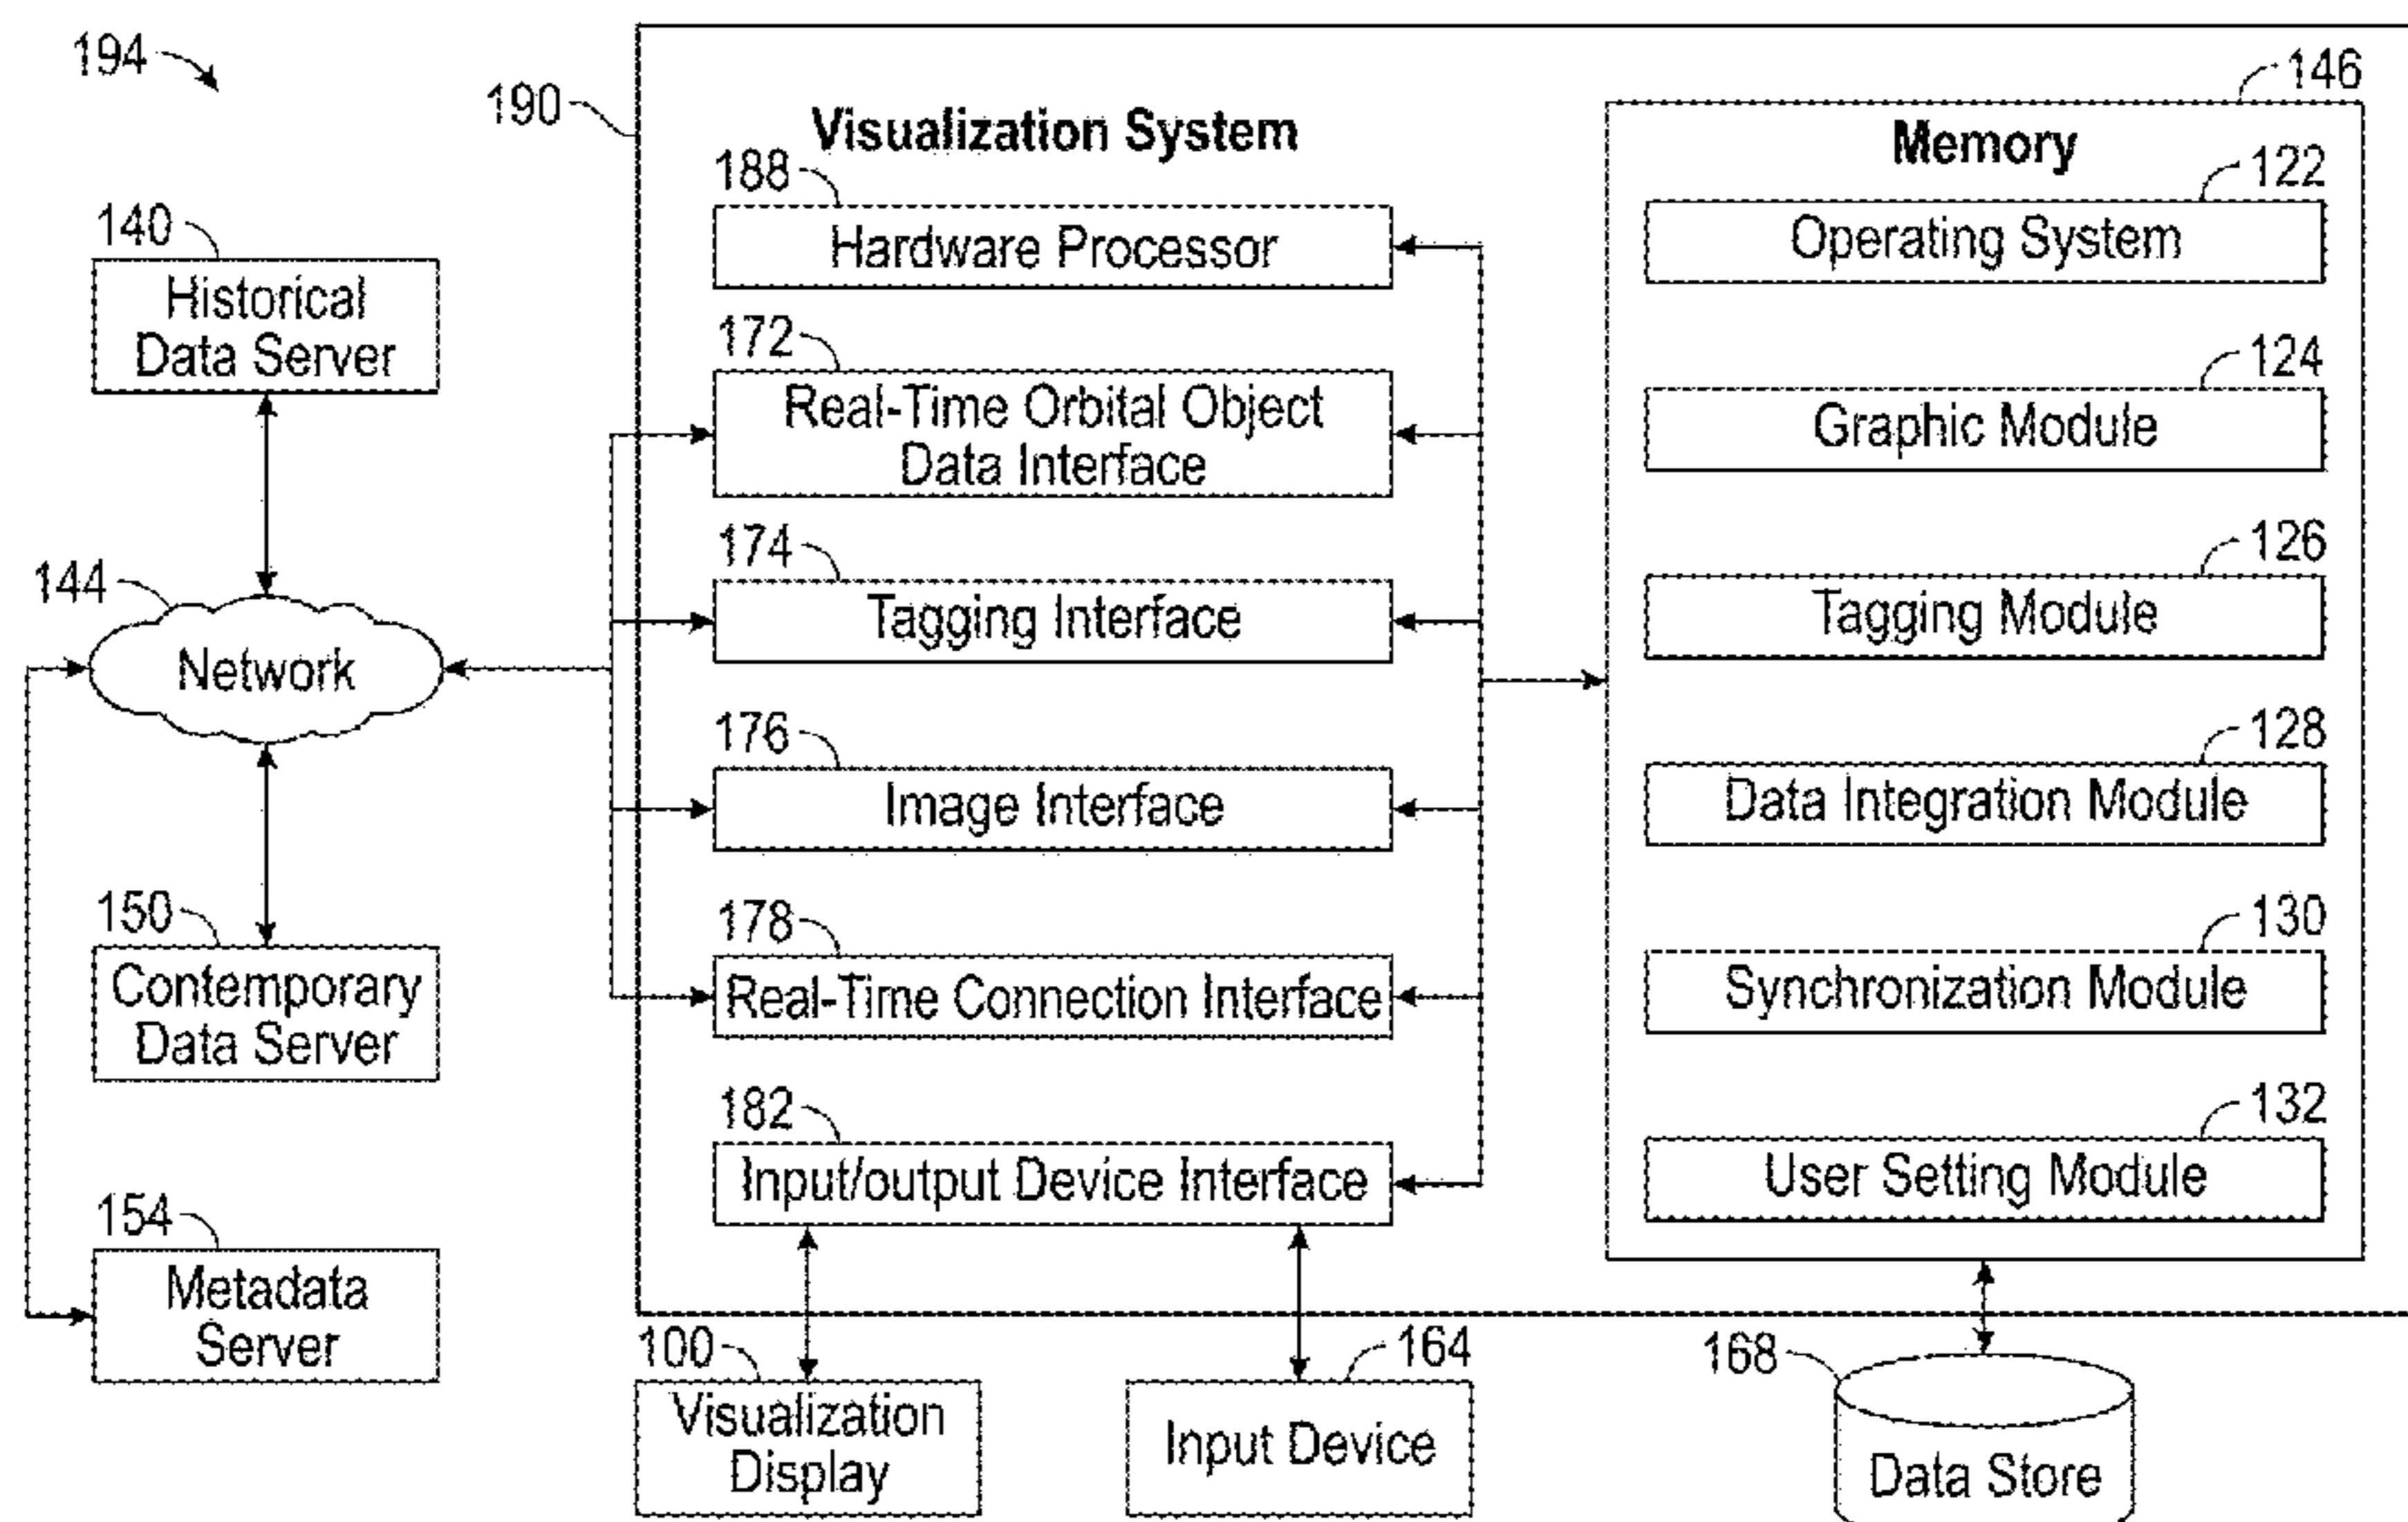 194
190
Visualization System
146
Memory
188
Hardware Processor
122
Operating System
140
Historical
Data Server
172
Real-Time Orbital Object
Data Interface
124
Graphic Module
174
Tagging Interface
126
Tagging Module
144
Network
176
Image Interface
128
Data Integration Module
150
Contemporary
Data Server
178
Real-Time Connection Interface
130
Synchronization Module
182
Input/output Device Interface
132
User Setting Module
154
Metadata
Server
100
Visualization
Display
164
Input Device
168
Data Store